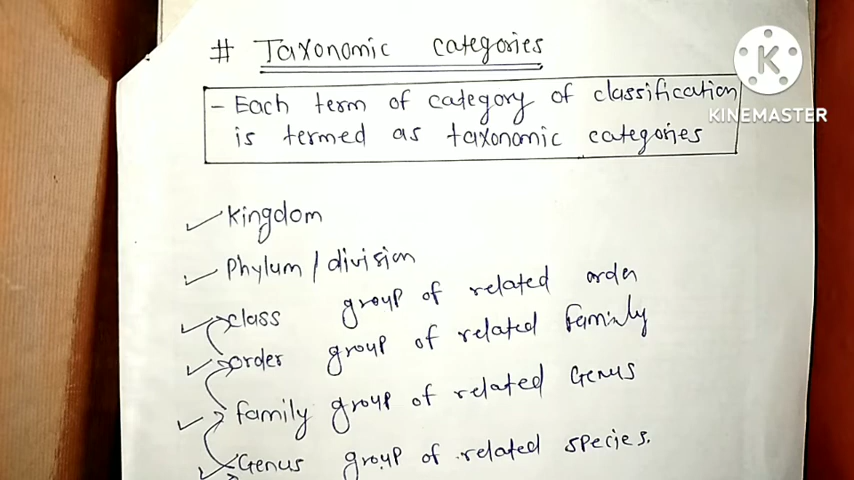 # Taxonomic categories
- Each term of category of classification
is termed as taxonomic categories
KINEMASTER
Kingdom
Phylum / division
class group of related order
order group of related Family
family group of related Genus
Genus group of related species.